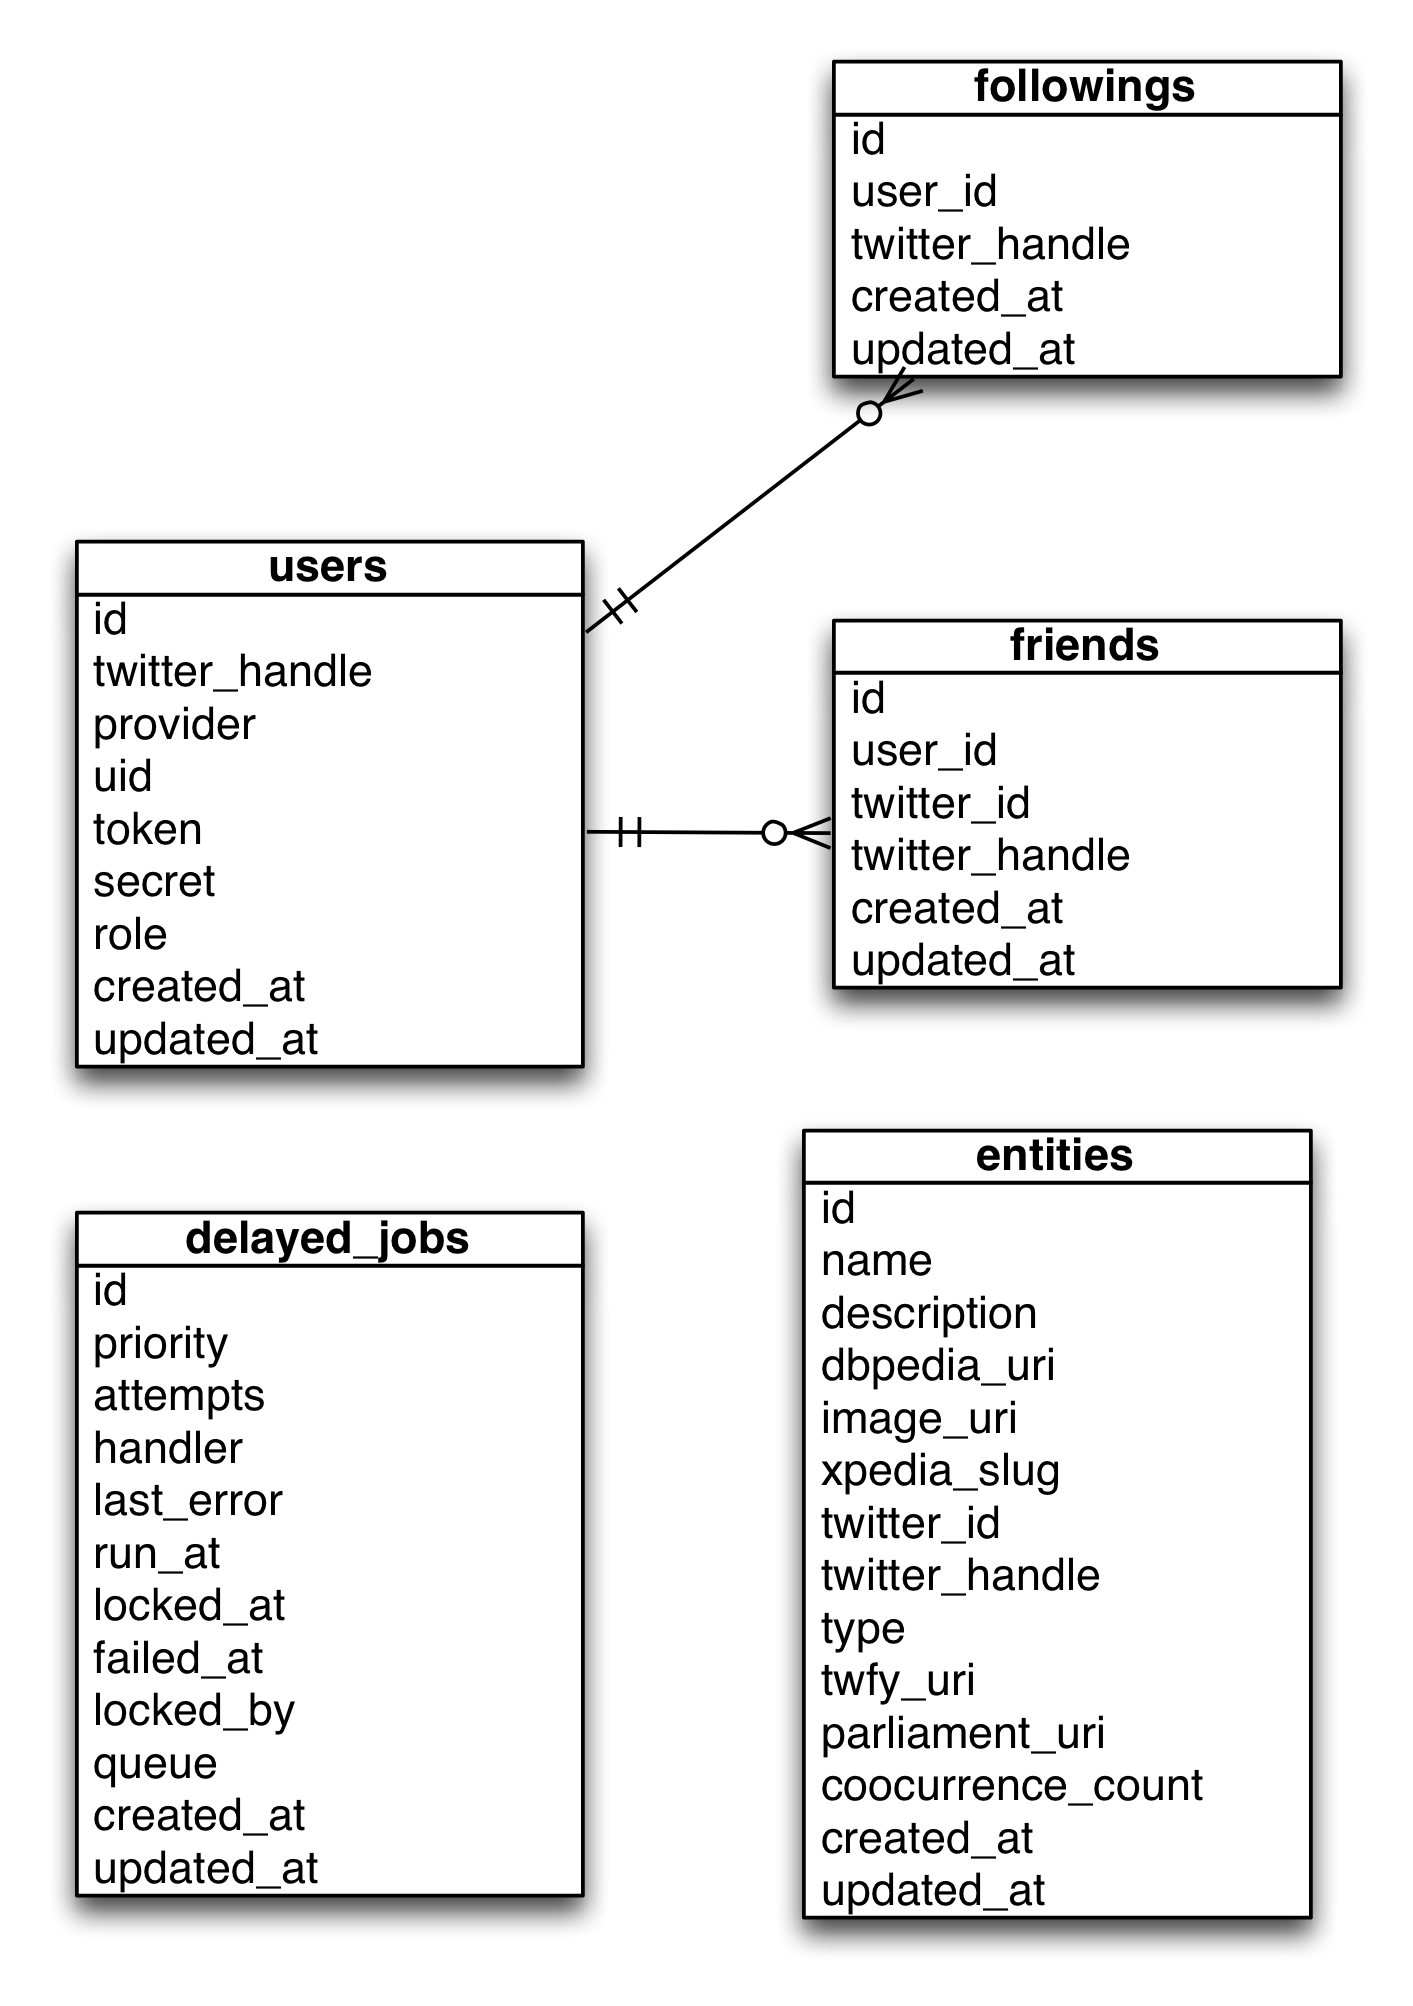 followings
id
user_id
twitter_handle
created_at
updated_at
users
id
twitter_handle
provider
uid
token
secret
role
created_at
updated_at
friends
id
user_id
twitter_id
twitter_handle
created_at
updated_at
delayed_jobs
id
priority
attempts
handler
last_error
run_at
locked_at
failed_at
locked_by
queue
created_at
updated_at
entities
id
name
description
dbpedia_uri
image_uri
xpedia_slug
twitter_id
twitter_handle
type
twfy_uri
parliament_uri
coocurrence_count
created_at
updated_at